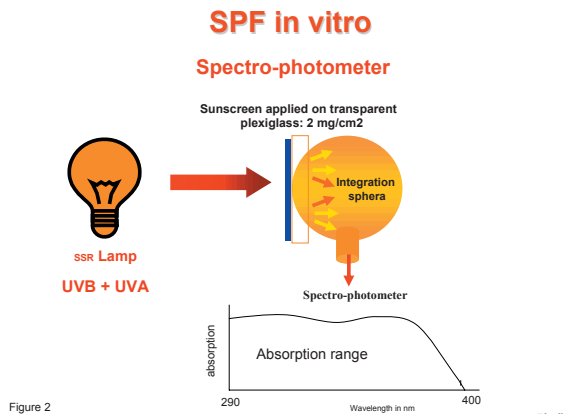 SPF in vitro
Spectro-photometer
Sunscreen applied on transparent
plexiglass: 2 mg/cm2
Integration
sphera
SSR Lamp
UVB + UVA
Spectro-photometer
absorption
Absorption range
290
400
Wavelength in nm
Figure 2